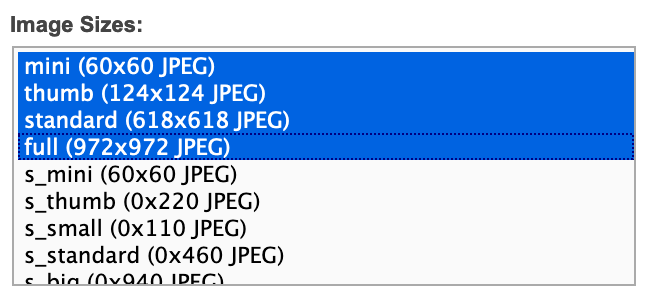 Image Sizes:
mini (60x60 JPEG)
thumb (124x124 JPEG)
standard (618x618 JPEG)
full (972x972 JPEG)
s_mini (60x60 JPEG)
s_thumb (0x220 JPEG)
s_small (0x110 JPEG)
s_standard (0x460 JPEG)
s_big (0x940 JPEG)